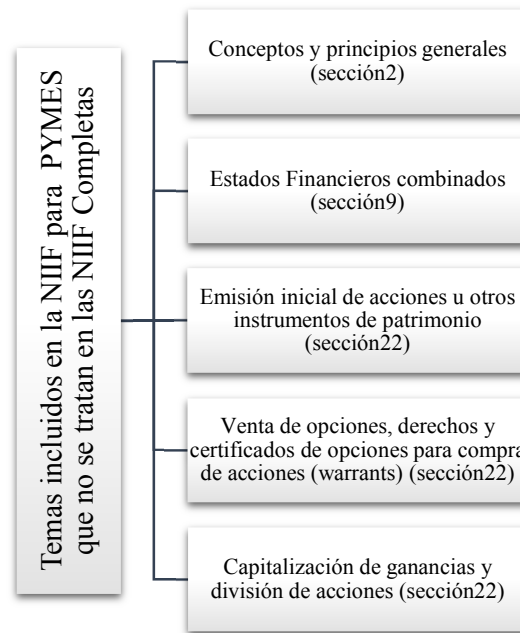 Temas incluidos en la NIIF para PYMES
que no se tratan en las NIIF Completas
Conceptos y principios generales
(sección2)
Estados Financieros combinados
(sección9)
Emisión inicial de acciones u otros
instrumentos de patrimonio
(sección22)
Venta de opciones, derechos y
certificados de opciones para compra
de acciones (warrants) (sección22)
Capitalización de ganancias y
división de acciones (sección22)